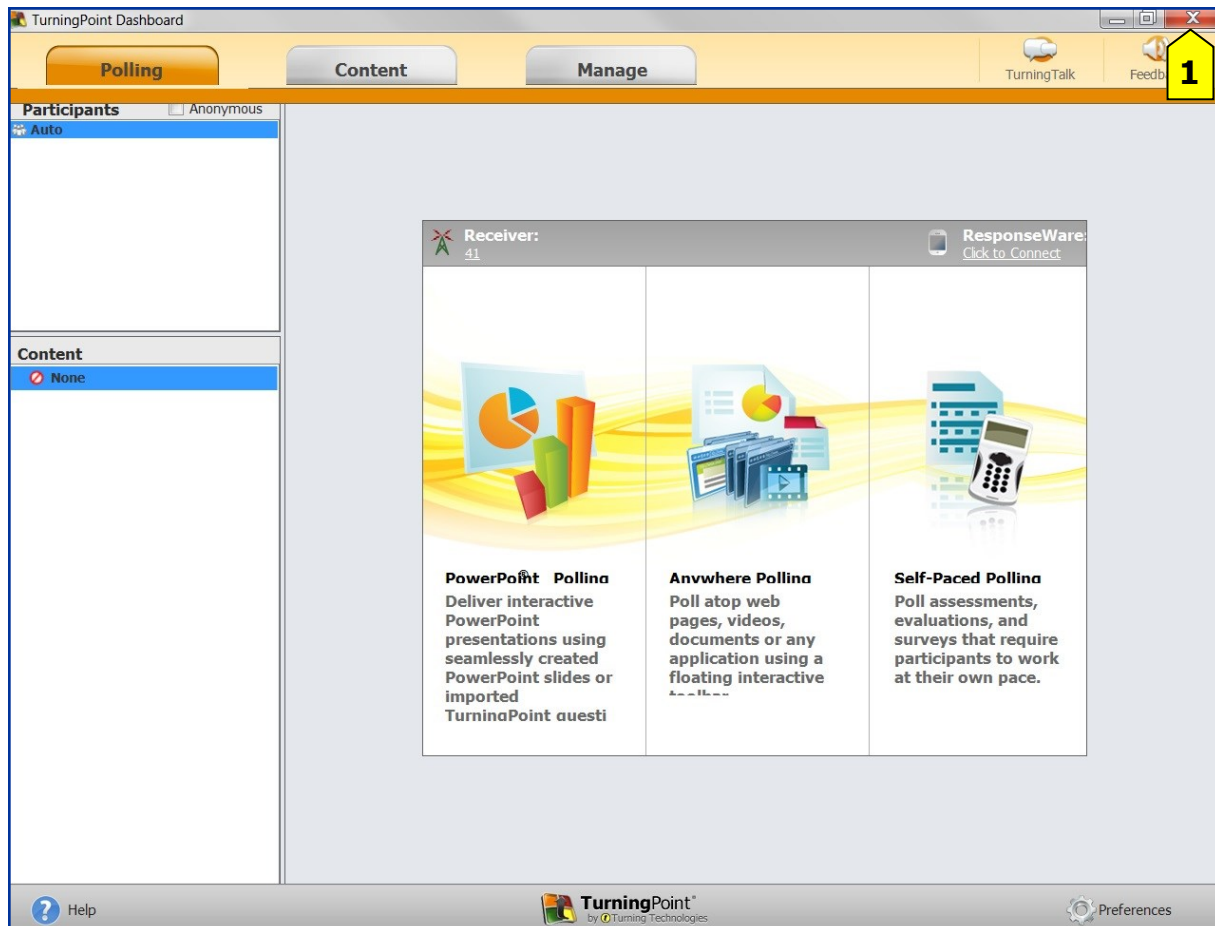 TurningPoint Dashboard
X
1
Polling
Content
Manage
TurningTalk
Participants
Anonymous
Auto
Content
None
Receiver:
41
ResponseWare:
Click to Connect
PowerPoint® Polling
Deliver interactive
PowerPoint
presentations using
seamlessly created
PowerPoint slides or
imported
TurningPoint questi
Anywhere Polling
Poll atop web
pages, videos,
documents or any
application using a
floating interactive
toolbar
Self-Paced Polling
Poll assessments,
evaluations, and
surveys that require
participants to work
at their own pace.
Help
TurningPoint®
by Turning Technologies
Preferences